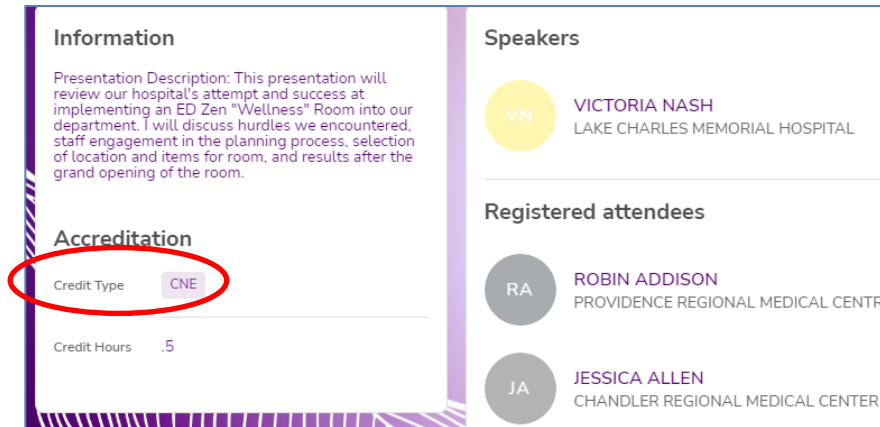 Information
Presentation Description: This presentation will
review our hospital's attempt and success at
implementing an ED Zen "Wellness" Room into our
department. I will discuss hurdles we encountered,
staff engagement in the planning process, selection
of location and items for room, and results after the
grand opening of the room.
Accreditation
Credit Type CNE
Credit Hours .5
Speakers
VN
VICTORIA NASH
LAKE CHARLES MEMORIAL HOSPITAL
Registered attendees
RA
ROBIN ADDISON
PROVIDENCE REGIONAL MEDICAL CENTR
JA
JESSICA ALLEN
CHANDLER REGIONAL MEDICAL CENTER